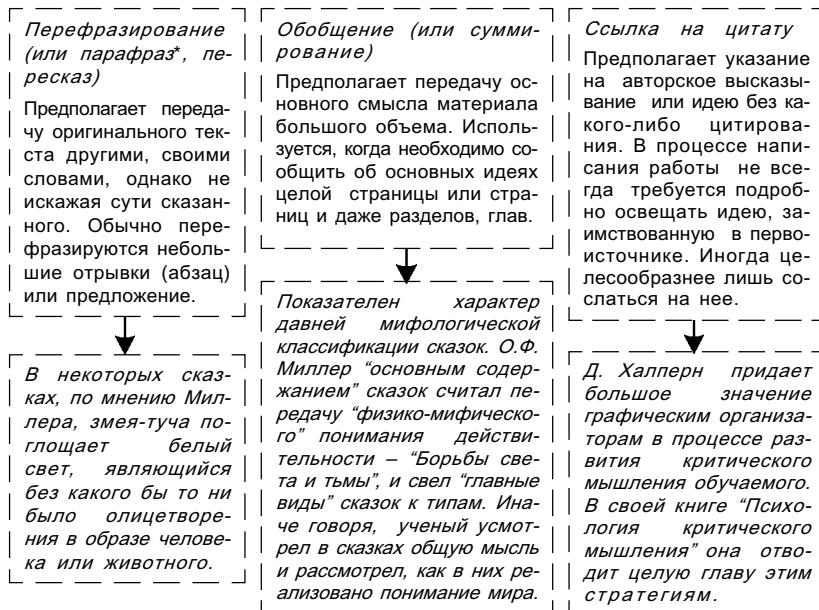 Перефразирование
(или парафраз*, пе-
ресказ)
Предполагает переда-
чу оригинального тек-
ста другими, своими
словами, однако не
искажая сути сказан-
ного. Обычно пере-
фразируются неболь-
шие отрывки (абзац)
или предложение.
В некоторых сказ-
ках, по мнению Мил-
лера, змея-туча по-
глощает белый
свет, являющийся
без какого бы то ни
было олицетворе-
ния в образе челове-
ка или животного.
Обобщение (или сумми-
рование)
Предполагает передачу ос-
новного смысла материала
большого объема. Исполь-
зуется, когда необходимо со-
общить об основных идеях
целой страницы или стра-
ниц и даже разделов, глав.
Показателен характер
давней мифологической
классификации сказок. О.Ф.
Миллер “основным содер-
жанием” сказок считал пе-
редачу “физико-мифическо-
го” понимания действи-
тельности – “Борьбы све-
та и тьмы”, и свел “главные
виды” сказок к типам. Ина-
че говоря, ученый усмот-
рел в сказках общую мысль
и рассмотрел, как в них ре-
ализовано понимание мира.
Ссылка на цитату
Предполагает указание
на авторское высказы-
вание или идею без ка-
кого-либо цитирова-
ния. В процессе напи-
сания работы не все-
гда требуется подроб-
но освещать идею, за-
имствованную в перво-
источнике. Иногда це-
лесообразнее лишь со-
слаться на нее.
Д. Халперн придает
большое значение
графическим организа-
торам в процессе раз-
вития критического
мышления обучаемого.
В своей книге “Психо-
логия критического
мышления” она отво-
дит целую главу этим
стратегиям.